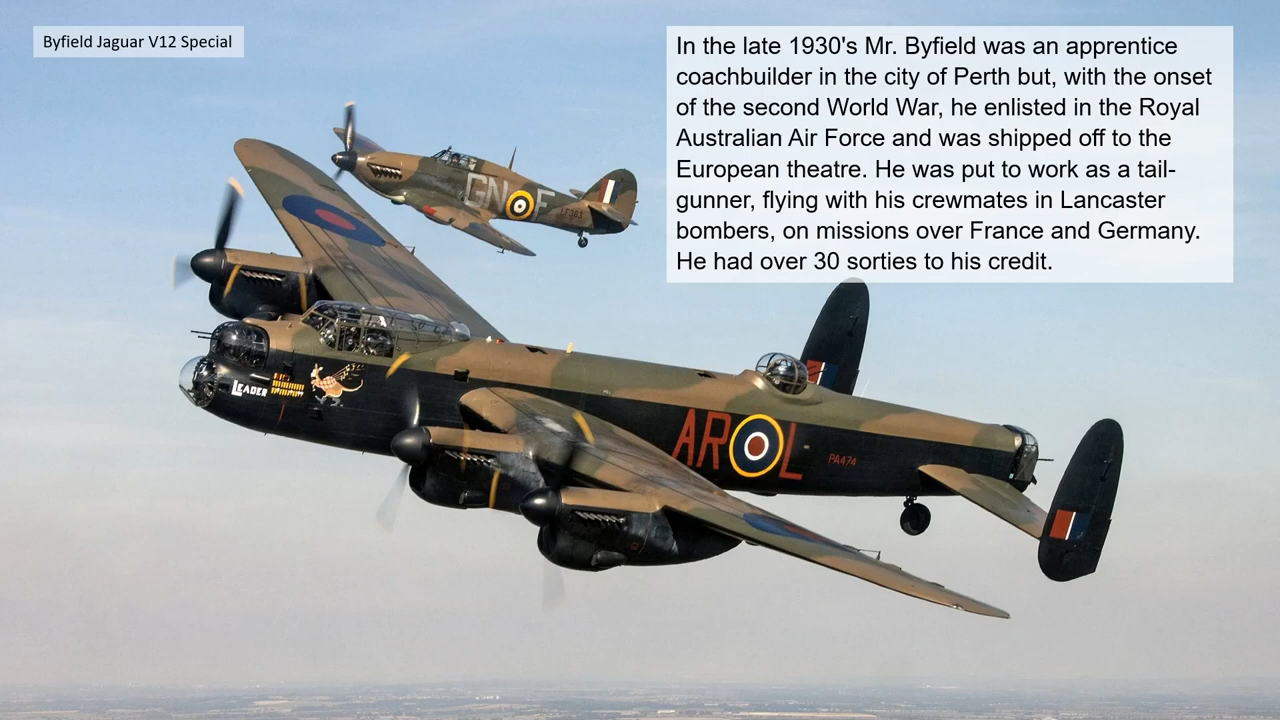 Byfield Jaguar V12 Special
In the late 1930's Mr. Byfield was an apprentice
coachbuilder in the city of Perth but, with the onset
of the second World War, he enlisted in the Royal
Australian Air Force and was shipped off to the
European theatre. He was put to work as a tail-
gunner, flying with his crewmates in Lancaster
bombers, on missions over France and Germany.
He had over 30 sorties to his credit.
GN F
LF363
LEADER
AR L
PA474